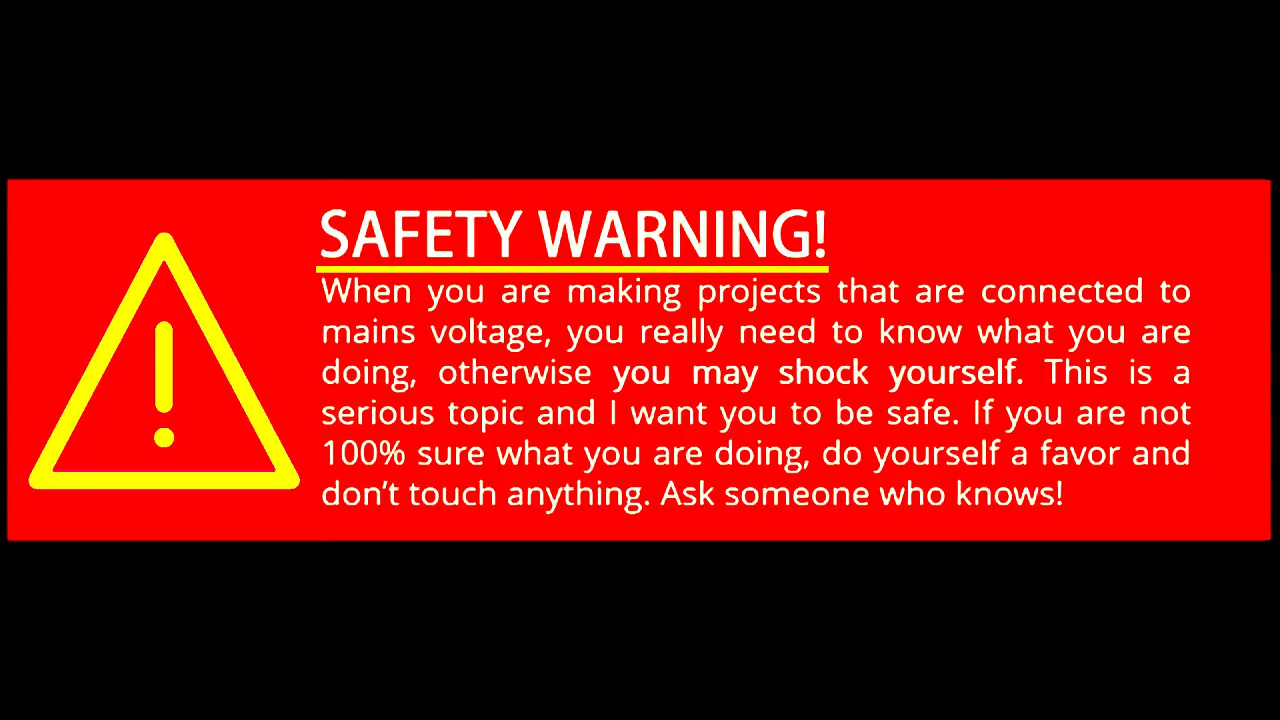 SAFETY WARNING!
When you are making projects that are connected to
mains voltage, you really need to know what you are
doing, otherwise you may shock yourself. This is a
serious topic and I want you to be safe. If you are not
100% sure what you are doing, do yourself a favor and
don’t touch anything. Ask someone who knows!